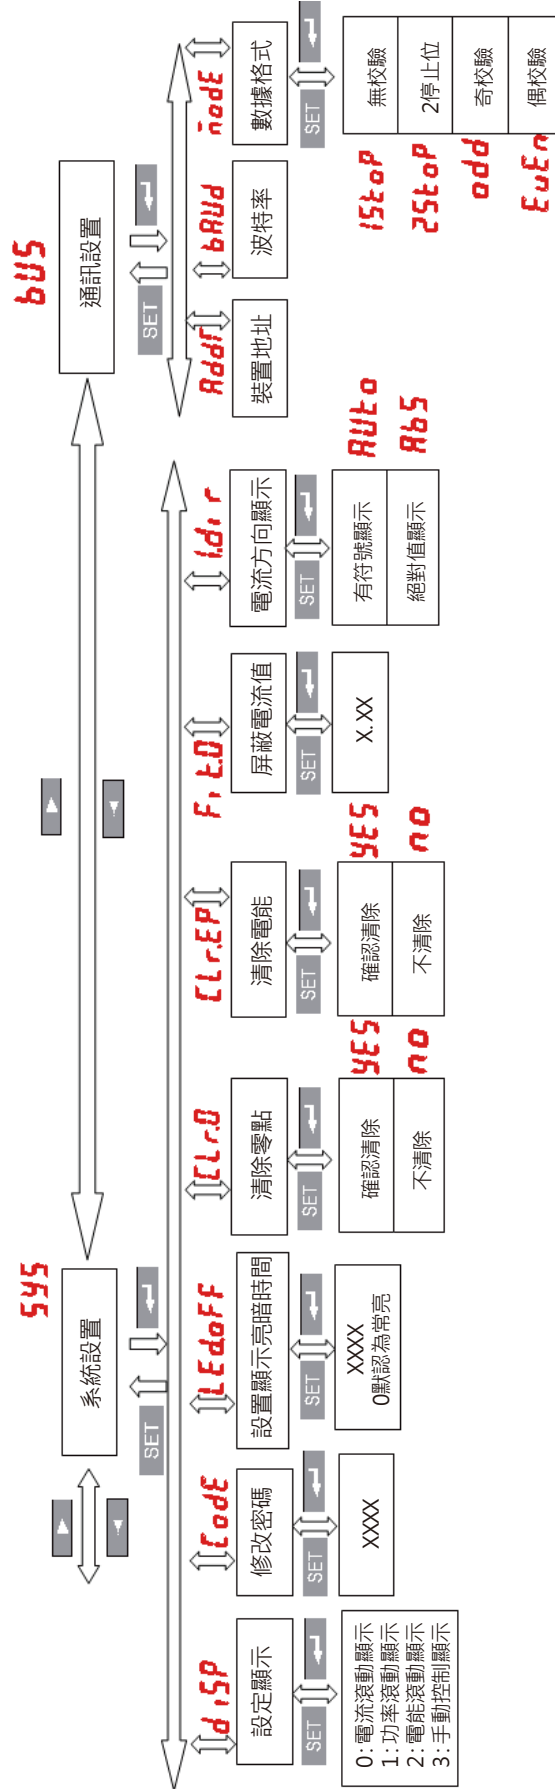 SYS
系統設置
SET
diSP
設定顯示
SET
0:電流滾動顯示
1:功率滾動顯示
2:電能滾動顯示
3:手動控制顯示
CodE
修改密碼
SET
XXXX
LEd.oFF
設置顯示亮暗時間
SET
XXXX
0默認為常亮
CLr.0
清除零點
SET
確認清除
YES
不清除
no
CLr.EP
清除電能
SET
確認清除
YES
不清除
no
Fit.0
屏蔽電流值
SET
X.XX
I.dir
電流方向顯示
SET
有符號顯示
AUto
絕對值顯示
AbS
bUS
通訊設置
SET
Addr
裝置地址
bAUd
波特率
modE
數據格式
SET
無校驗
1StoP
2停止位
2StoP
奇校驗
odd
偶校驗
EvEn